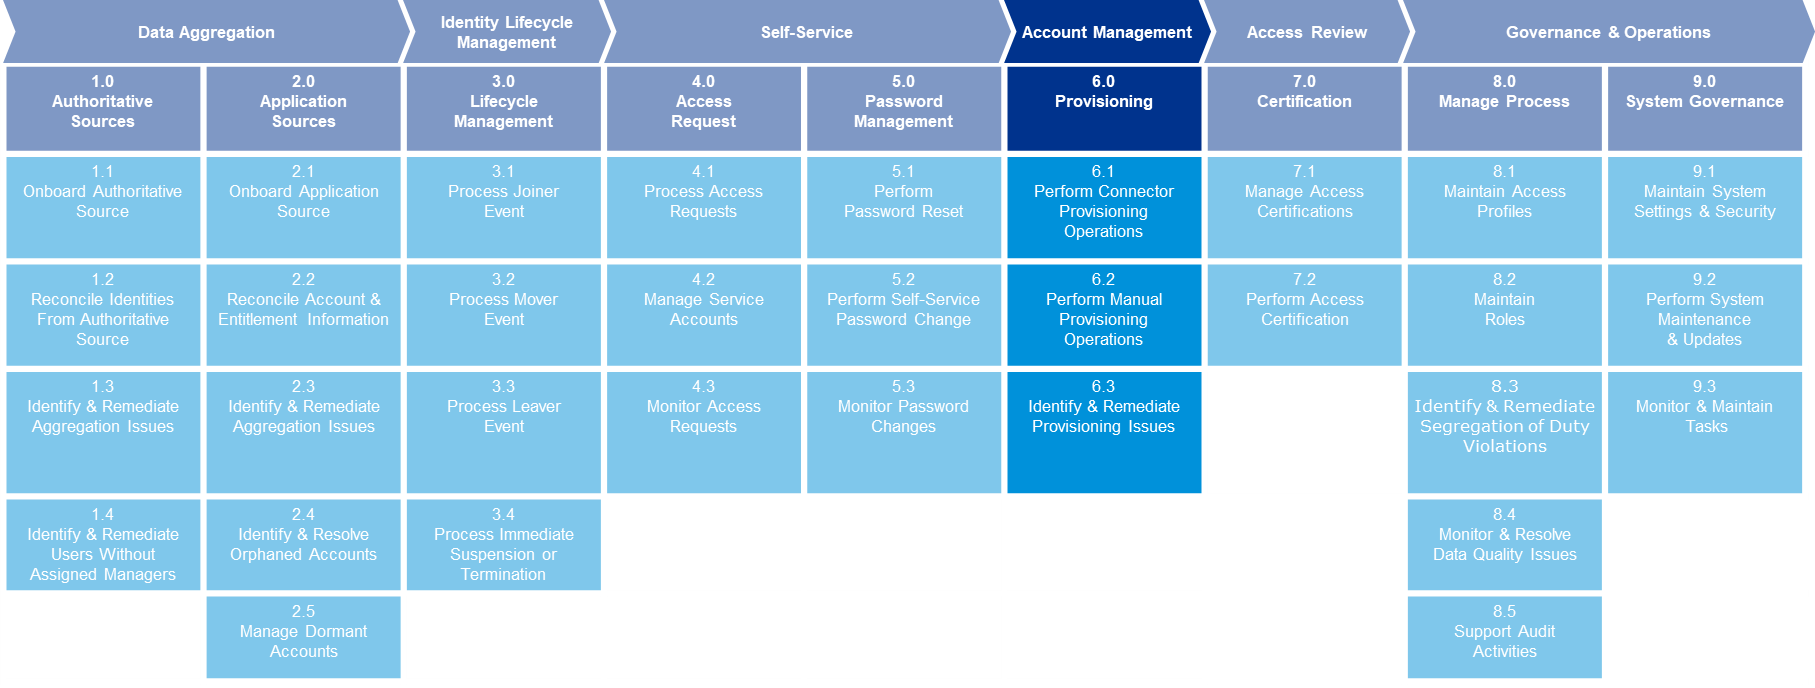 Data Aggregation
Identity Lifecycle
Management
Self-Service
Account Management
Access Review
Governance & Operations
1.0
Authoritative
Sources
2.0
Application
Sources
3.0
Lifecycle
Management
4.0
Access
Request
5.0
Password
Management
6.0
Provisioning
7.0
Certification
8.0
Manage Process
9.0
System Governance
1.1
Onboard Authoritative
Source
2.1
Onboard Application
Source
3.1
Process Joiner
Event
4.1
Process Access
Requests
5.1
Perform
Password Reset
6.1
Perform Connector
Provisioning
Operations
7.1
Manage Access
Certifications
8.1
Maintain Access
Profiles
9.1
Maintain System
Settings & Security
1.2
Reconcile Identities
From Authoritative
Source
2.2
Reconcile Account &
Entitlement Information
3.2
Process Mover
Event
4.2
Manage Service
Accounts
5.2
Perform Self-Service
Password Change
6.2
Perform Manual
Provisioning
Operations
7.2
Perform Access
Certification
8.2
Maintain
Roles
9.2
Perform System
Maintenance
& Updates
1.3
Identify & Remediate
Aggregation Issues
2.3
Identify & Remediate
Aggregation Issues
3.3
Process Leaver
Event
4.3
Monitor Access
Requests
5.3
Monitor Password
Changes
6.3
Identify & Remediate
Provisioning Issues
8.3
Identify & Remediate
Segregation of Duty
Violations
9.3
Monitor & Maintain
Tasks
1.4
Identify & Remediate
Users Without
Assigned Managers
2.4
Identify & Resolve
Orphaned Accounts
3.4
Process Immediate
Suspension or
Termination
8.4
Monitor & Resolve
Data Quality Issues
2.5
Manage Dormant
Accounts
8.5
Support Audit
Activities